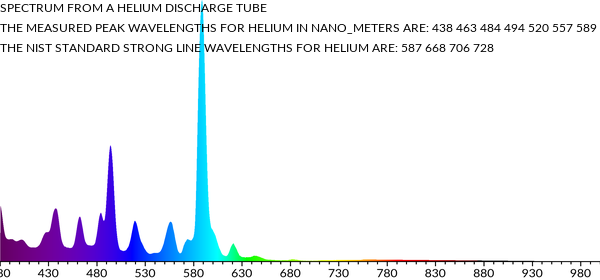 SPECTRUM FROM A HELIUM DISCHARGE TUBE
THE MEASURED PEAK WAVELENGTHS FOR HELIUM IN NANO_METERS ARE: 438 463 484 494 520 557 589
THE NIST STANDARD STRONG LINE WAVELENGTHS FOR HELIUM ARE: 587 668 706 728
80 430 480 530 580 630 680 730 780 830 880 930 980